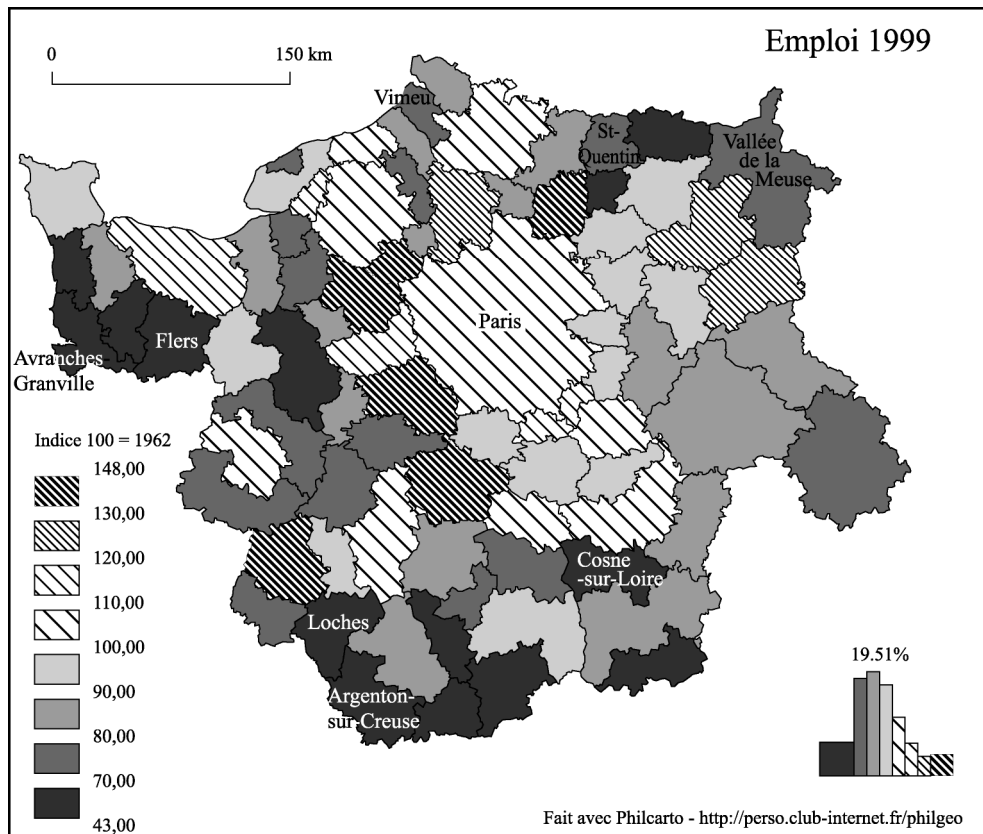 Emploi 1999
0 150 km
Vimeu
St-
Quentin
Vallée
de la
Meuse
Paris
Flers
Avranches-
Granville
Cosne
-sur-Loire
Loches
Argenton-
sur-Creuse
Indice 100 = 1962
148,00
130,00
120,00
110,00
100,00
90,00
80,00
70,00
43,00
19.51%
Fait avec Philcarto - http://perso.club-internet.fr/philgeo